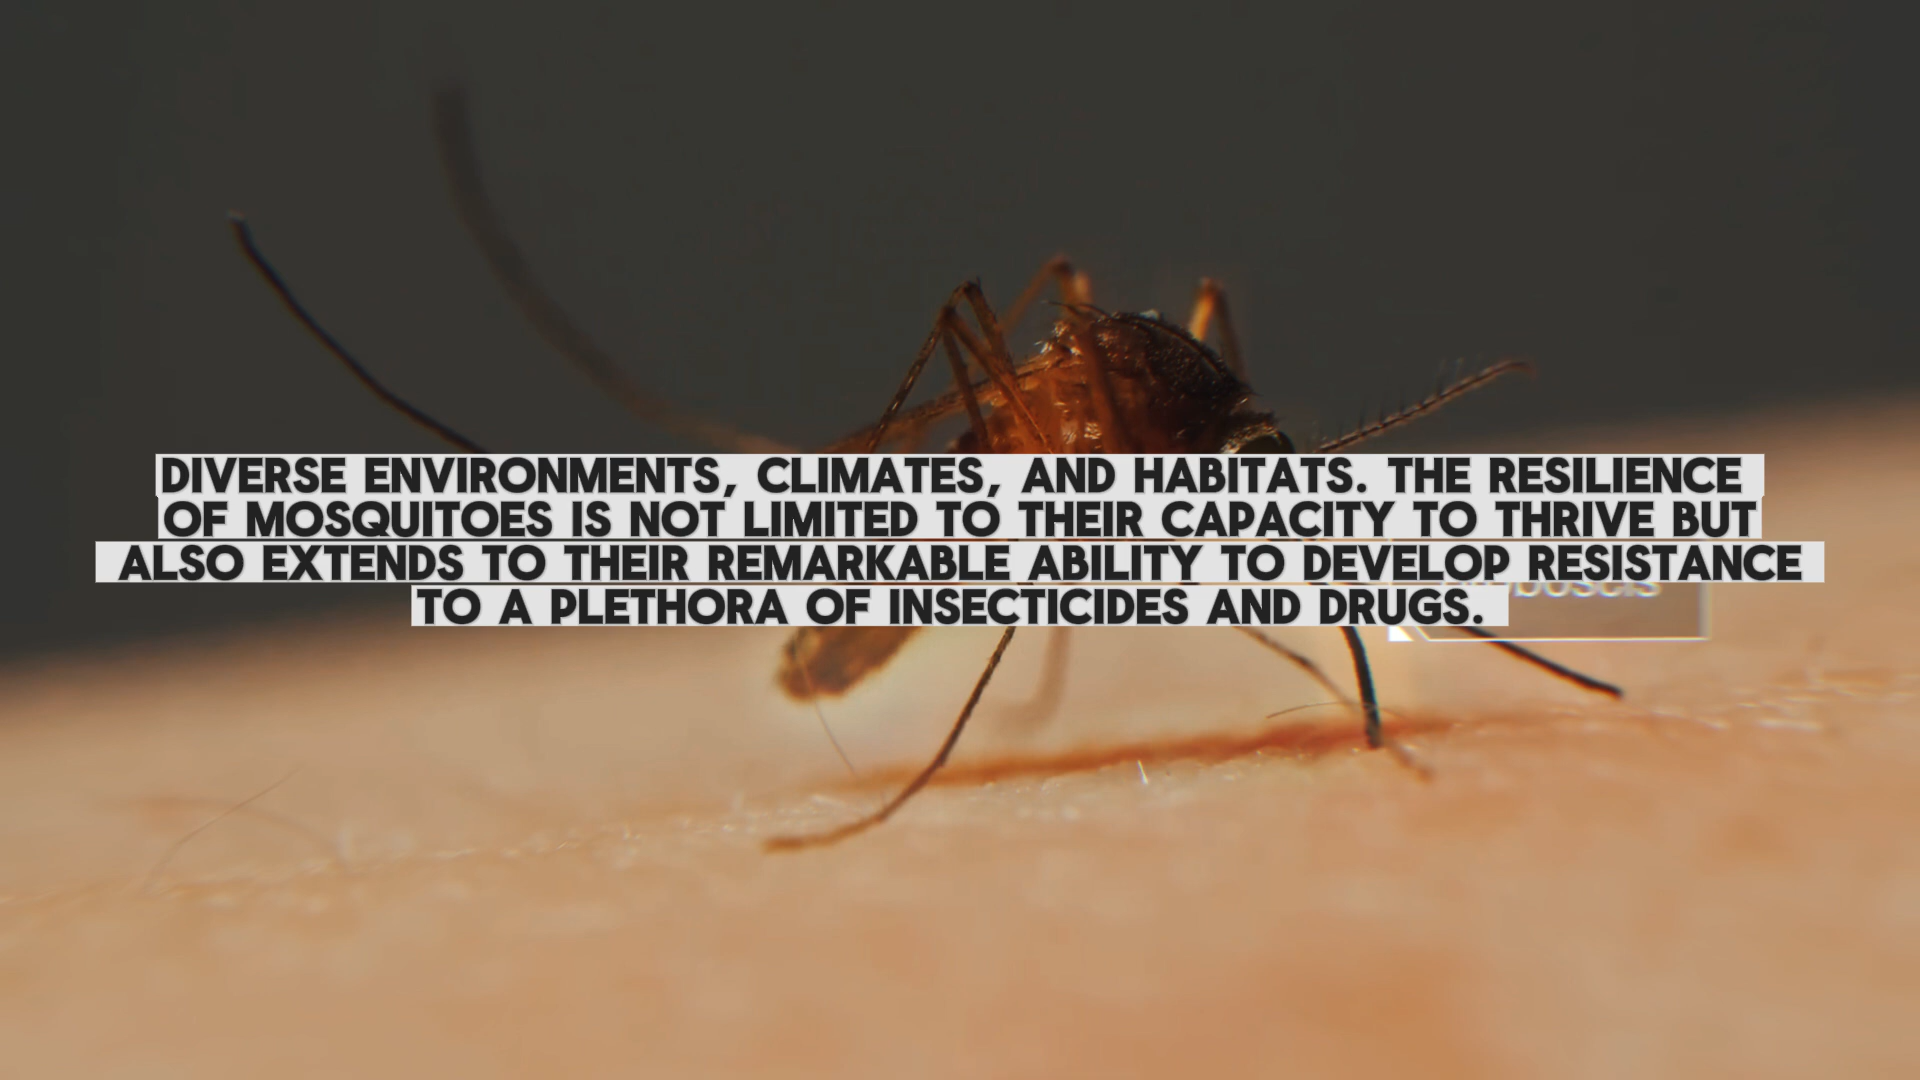 DIVERSE ENVIRONMENTS, CLIMATES, AND HABITATS. THE RESILIENCE
OF MOSQUITOES IS NOT LIMITED TO THEIR CAPACITY TO THRIVE BUT
ALSO EXTENDS TO THEIR REMARKABLE ABILITY TO DEVELOP RESISTANCE
TO A PLETHORA OF INSECTICIDES AND DRUGS.